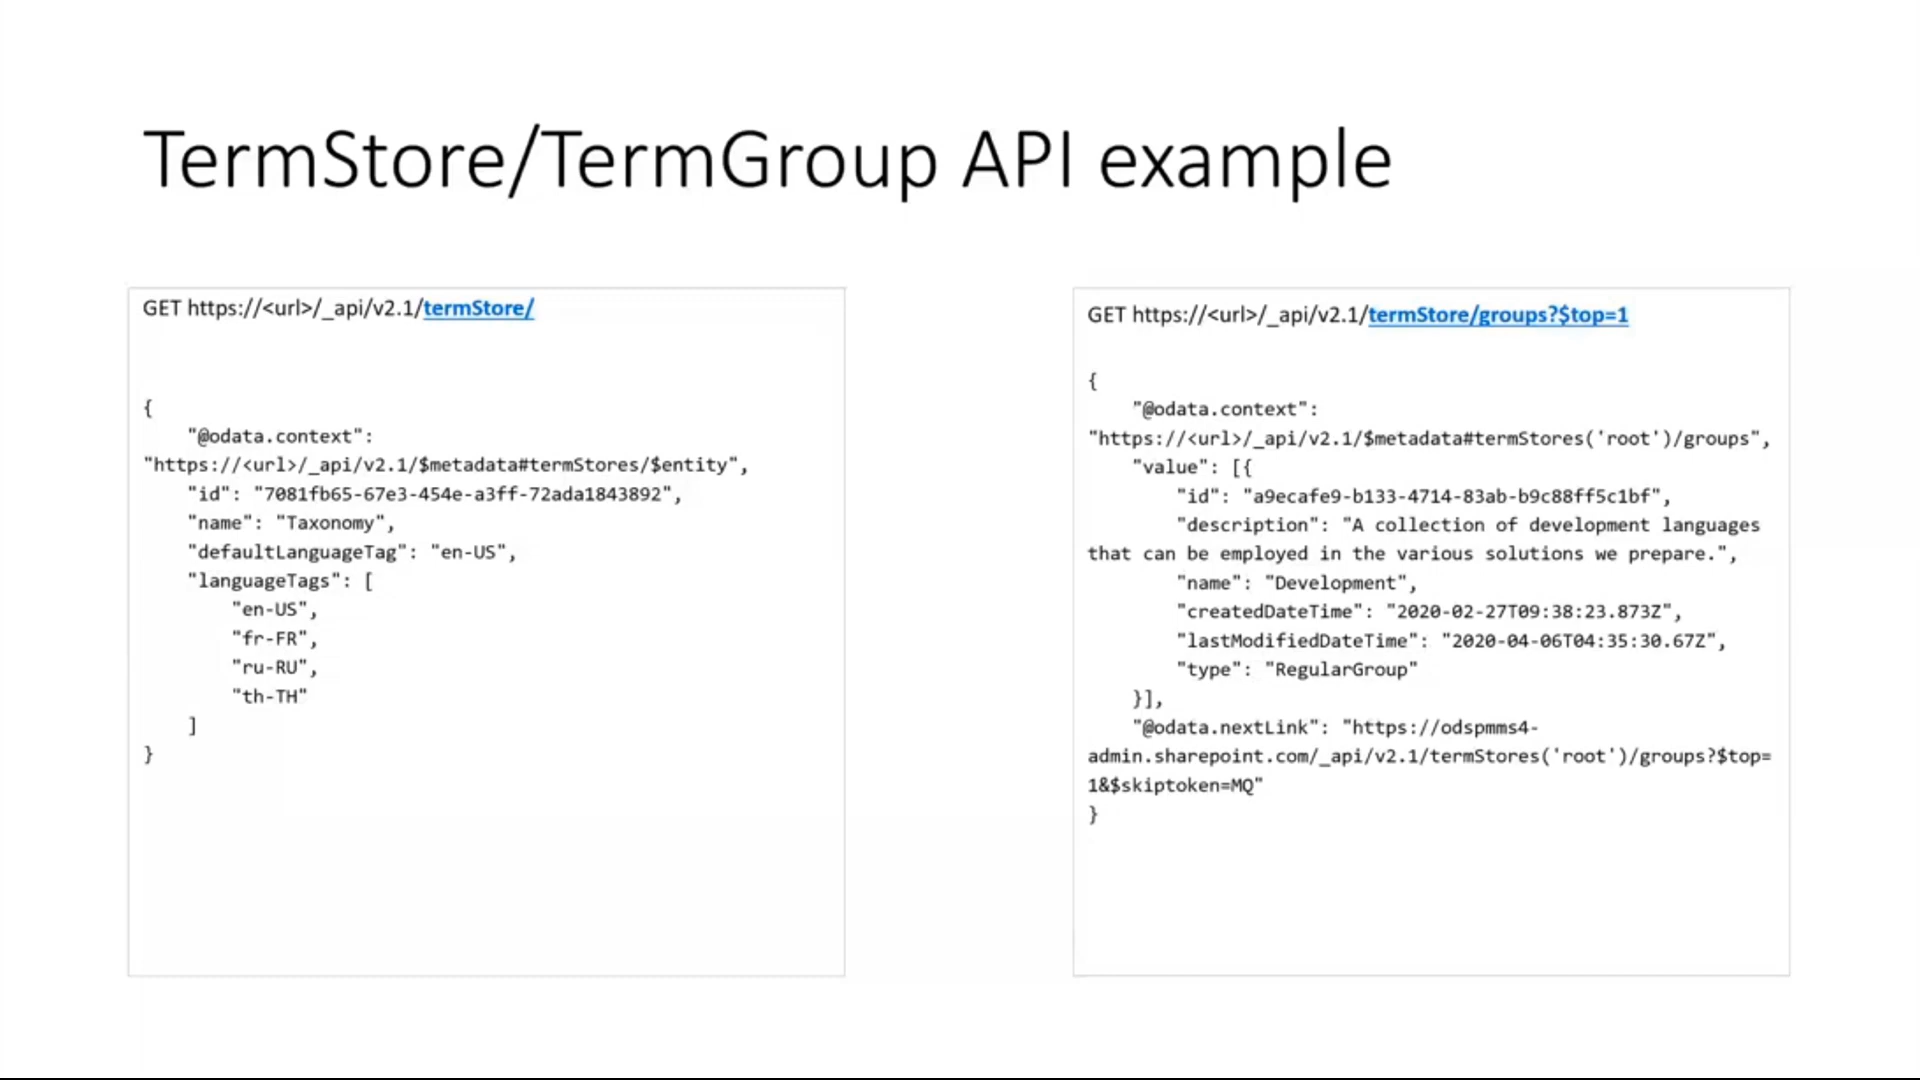 TermStore/TermGroup API example
GET https://<url>/_api/v2.1/termStore/
{
"@odata.context":
"https://<url>/_api/v2.1/$metadata#termStores/$entity",
"id": "7081fb65-67e3-454e-a3ff-72ada1843892",
"name": "Taxonomy",
"defaultLanguageTag": "en-US",
"languageTags": [
"en-US",
"fr-FR",
"ru-RU",
"th-TH"
]
}
GET https://<url>/_api/v2.1/termStore/groups?$top=1
{
"@odata.context":
"https://<url>/_api/v2.1/$metadata#termStores('root')/groups",
"value": [{
"id": "a9ecafe9-b133-4714-83ab-b9c88ff5c1bf",
"description": "A collection of development languages
that can be employed in the various solutions we prepare.",
"name": "Development",
"createdDateTime": "2020-02-27T09:38:23.873Z",
"lastModifiedDateTime": "2020-04-06T04:35:30.67Z",
"type": "RegularGroup"
}],
"@odata.nextLink": "https://odspmms4-
admin.sharepoint.com/_api/v2.1/termStores('root')/groups?$top=
1&$skiptoken=MQ"
}